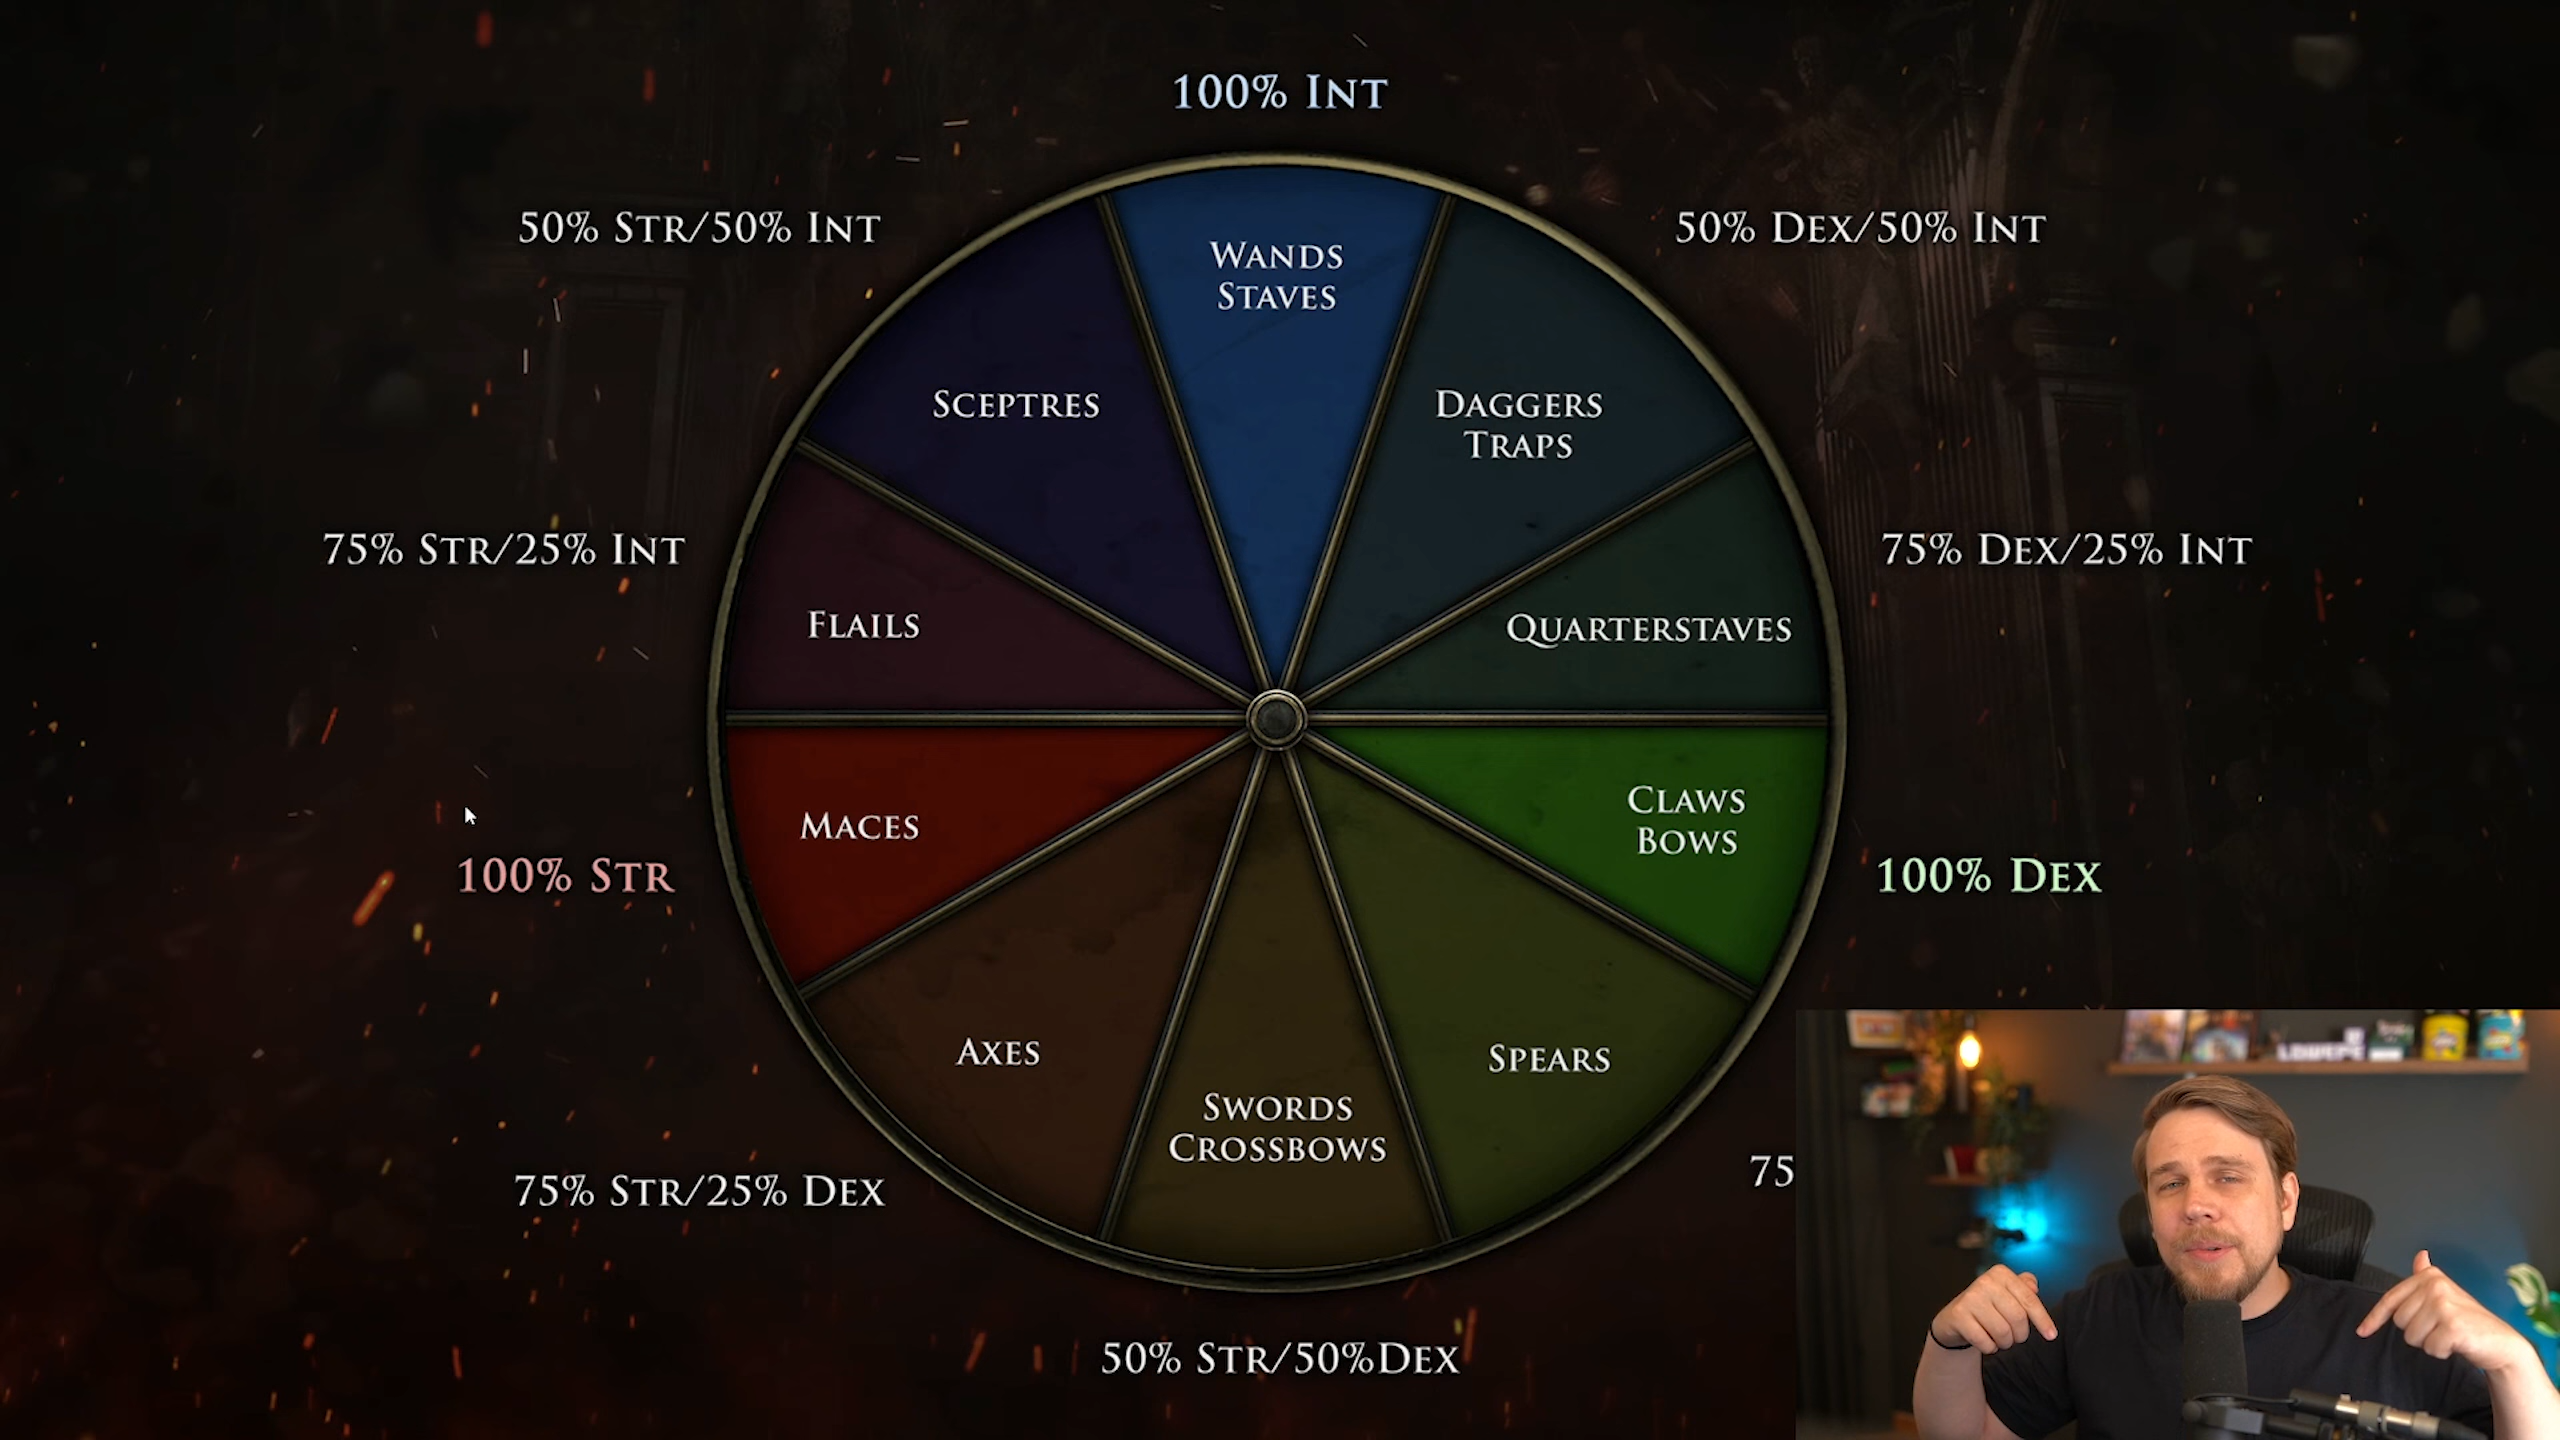 100% INT
50% STR/50% INT
50% DEX/50% INT
WANDS
STAVES
SCEPTRES
DAGGERS
TRAPS
75% STR/25% INT
75% DEX/25% INT
FLAILS
QUARTERSTAVES
MACES
CLAWS
BOWS
100% STR
100% DEX
AXES
SPEARS
SWORDS
CROSSBOWS
75% STR/25% DEX
75
50% STR/50%DEX